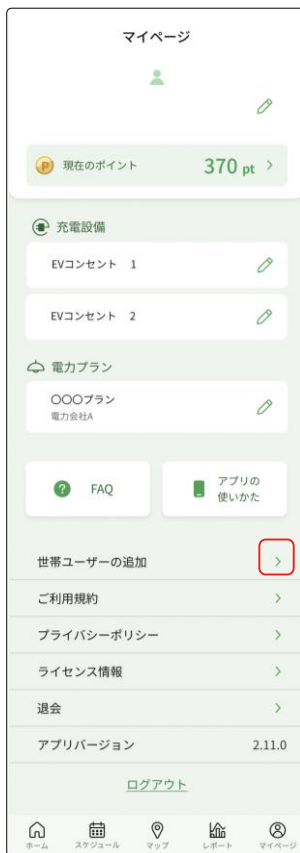 マイページ
P 現在のポイント 370 pt >
充電設備
EVコンセント 1
EVコンセント 2
電力プラン
〇〇〇プラン
電力会社A
? FAQ
アプリの
使いかた
世帯ユーザーの追加 >
ご利用規約 >
プライバシーポリシー >
ライセンス情報 >
退会 >
アプリバージョン 2.11.0
ログアウト
ホーム スケジュール マップ レポート マイページ